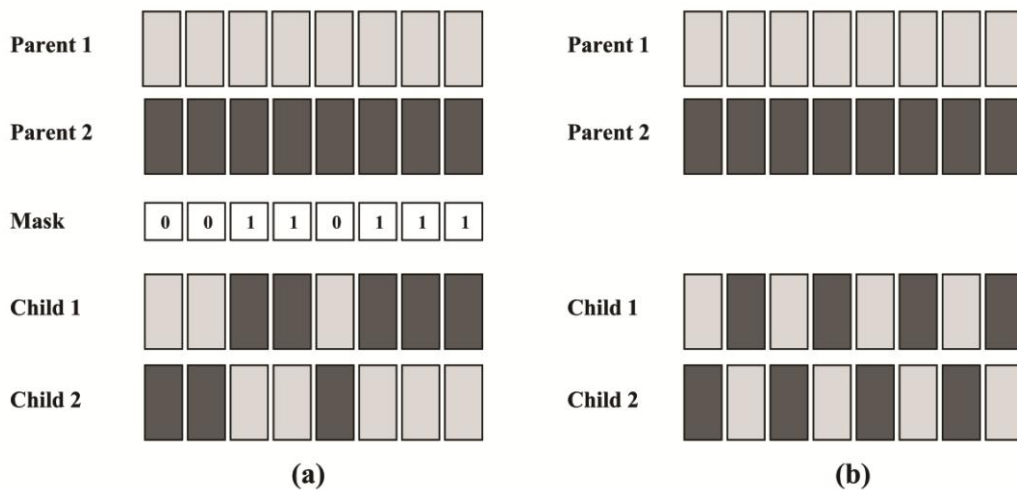 Parent 1
Parent 2
Mask
0 0 1 1 0 1 1 1
Child 1
Child 2
(a)
Parent 1
Parent 2
Child 1
Child 2
(b)